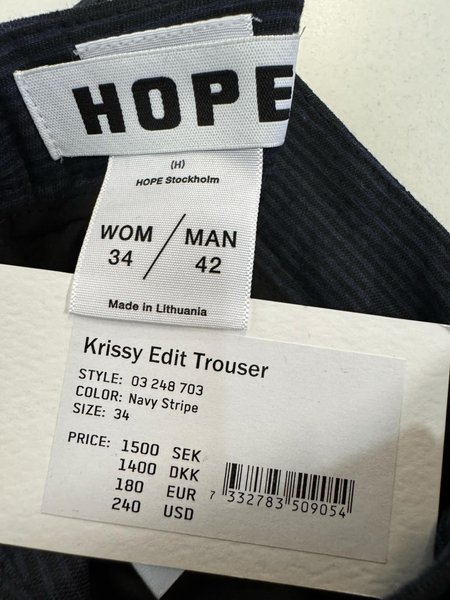 HOPE
(H)
HOPE Stockholm
WOM / MAN
34 42
Made in Lithuania
Krissy Edit Trouser
STYLE: 03 248 703
COLOR: Navy Stripe
SIZE: 34
PRICE: 1500 SEK
1400 DKK
180 EUR
240 USD
7 332783 509054